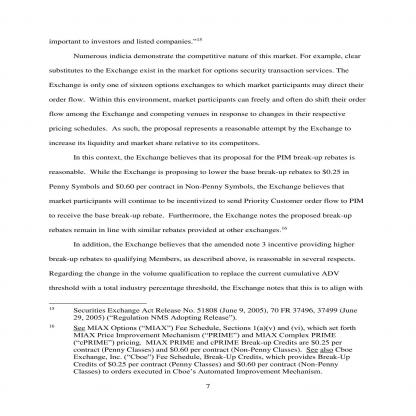 important to investors and listed companies.”15
Numerous indicia demonstrate the competitive nature of this market. For example, clear
substitutes to the Exchange exist in the market for options security transaction services. The
Exchange is only one of sixteen options exchanges to which market participants may direct their
order flow. Within this environment, market participants can freely and often do shift their order
flow among the Exchange and competing venues in response to changes in their respective
pricing schedules. As such, the proposal represents a reasonable attempt by the Exchange to
increase its liquidity and market share relative to its competitors.
In this context, the Exchange believes that its proposal for the PIM break-up rebates is
reasonable. While the Exchange is proposing to lower the base break-up rebates to $0.25 in
Penny Symbols and $0.60 per contract in Non-Penny Symbols, the Exchange believes that
market participants will continue to be incentivized to send Priority Customer order flow to PIM
to receive the base break-up rebate. Furthermore, the Exchange notes the proposed break-up
rebates remain in line with similar rebates provided at other exchanges.16
In addition, the Exchange believes that the amended note 3 incentive providing higher
break-up rebates to qualifying Members, as described above, is reasonable in several respects.
Regarding the change in the volume qualification to replace the current cumulative ADV
threshold with a total industry percentage threshold, the Exchange notes that this is to align with
15 Securities Exchange Act Release No. 51808 (June 9, 2005), 70 FR 37496, 37499 (June
29, 2005) (“Regulation NMS Adopting Release”).
16 See MIAX Options (“MIAX”) Fee Schedule, Sections 1(a)(v) and (vi), which set forth
MIAX Price Improvement Mechanism (“PRIME”) and MIAX Complex PRIME
(“cPRIME”) pricing. MIAX PRIME and cPRIME Break-up Credits are $0.25 per
contract (Penny Classes) and $0.60 (Non-Penny Classes). See also Cboe
Exchange, Inc. (“Cboe”) Fee Schedule, Break-Up Credits, which provides Break-Up
Credits of $0.25 per contract (Penny Classes) and $0.60 per contract (Non-Penny
Classes) to orders executed in Cboe’s Automated Improvement Mechanism.
7